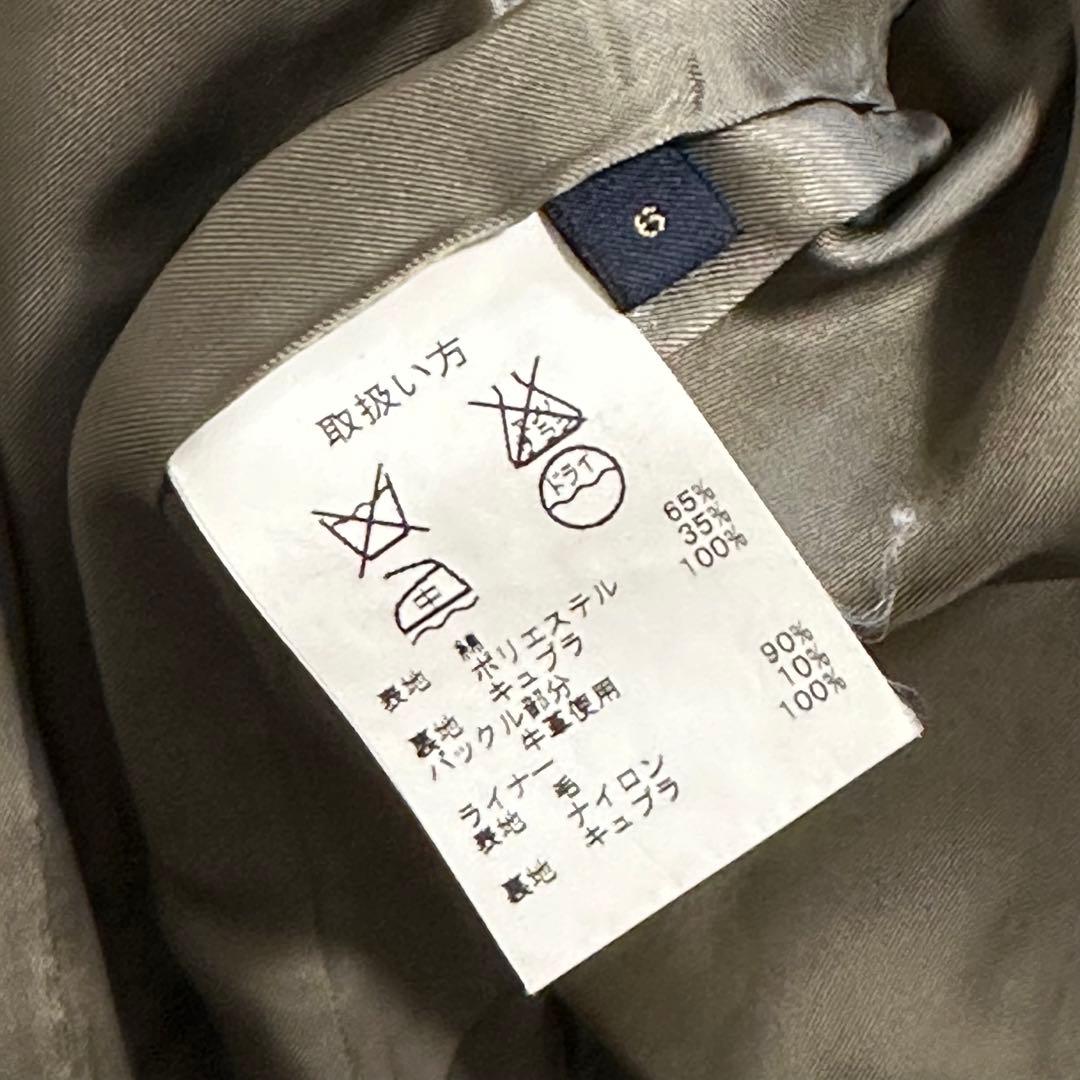 取扱い方
ドライ
中
表地 綿 65%
ポリエステル 35%
裏地 キュプラ 100%
バックル部分
牛革使用
ライナー
表地 毛 90%
ナイロン 10%
裏地 キュプラ 100%